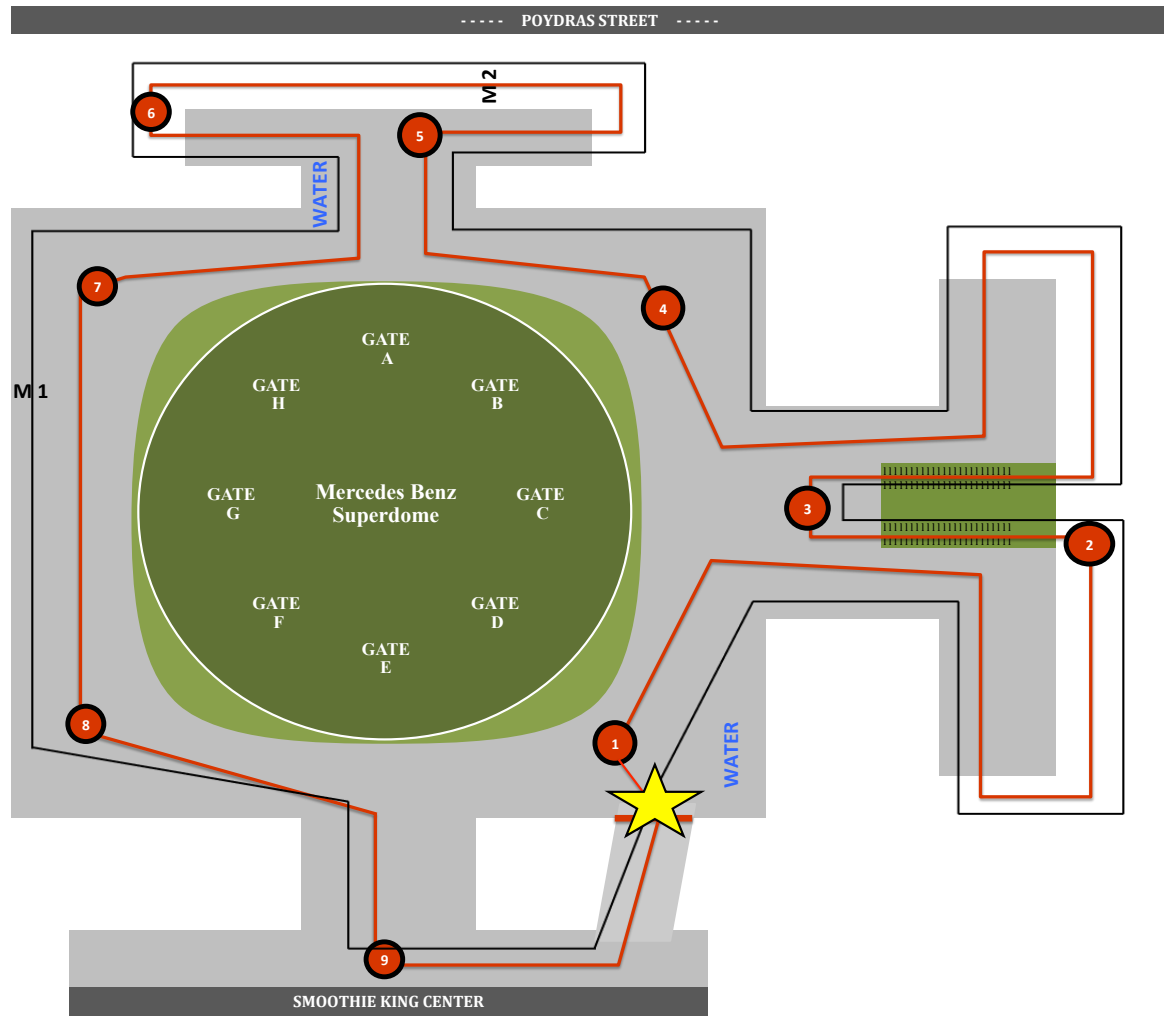 - - - - -    POYDRAS STREET    - - - - -
M 2
6
5
WATER
7
4
GATE
A
GATE
H
GATE
B
M 1
GATE
G
Mercedes Benz
Superdome
GATE
C
3
2
GATE
F
GATE
D
GATE
E
8
1
WATER
9
SMOOTHIE KING CENTER